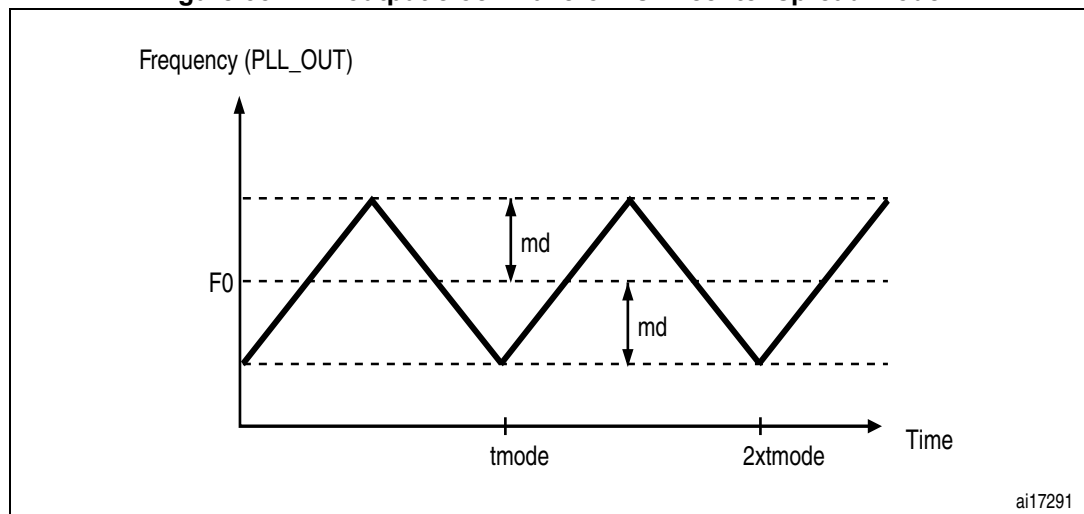 Frequency (PLL_OUT)
md
F0
md
tmode
2xtmode
Time
ai17291